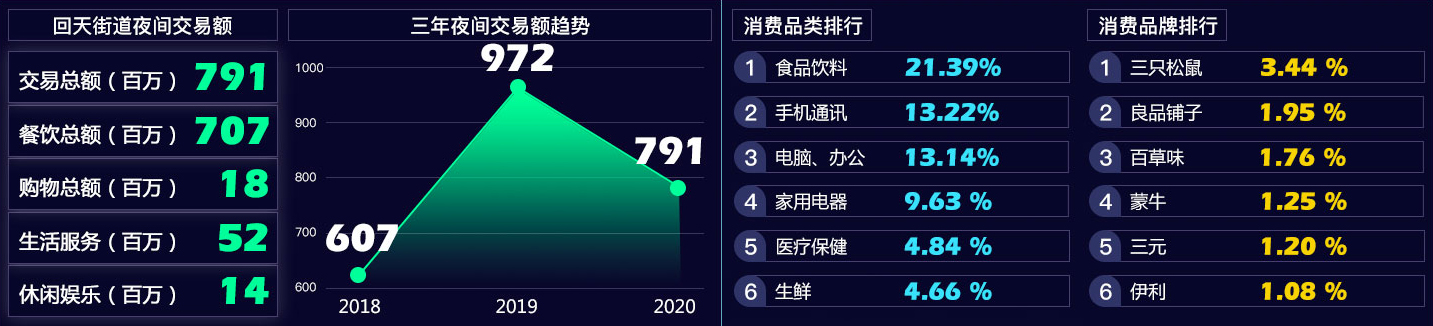 回天街道夜间交易额
交易总额（百万） 791
餐饮总额（百万） 707
购物总额（百万） 18
生活服务（百万） 52
休闲娱乐（百万） 14
三年夜间交易额趋势
972
1000
900
791
800
700
607
600
2018 2019 2020
消费品类排行
1 食品饮料 21.39%
2 手机通讯 13.22%
3 电脑、办公 13.14%
4 家用电器 9.63 %
5 医疗保健 4.84 %
6 生鲜 4.66 %
消费品牌排行
1 三只松鼠 3.44 %
2 良品铺子 1.95 %
3 百草味 1.76 %
4 蒙牛 1.25 %
5 三元 1.20 %
6 伊利 1.08 %